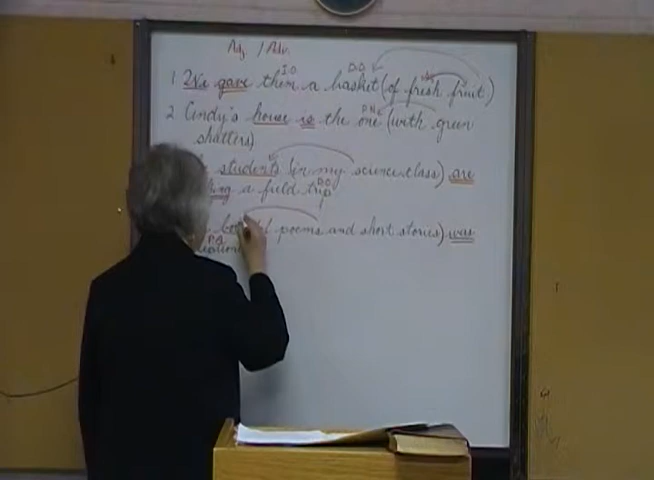 Adj. / Adv.
I.O. D.O.
1 We gave them a basket (of fresh fruit)
P.N.
2 Cindy's house is the one (with green
shutters)
students (in my science class) are
D.O.
a field trip
poems and short stories) was